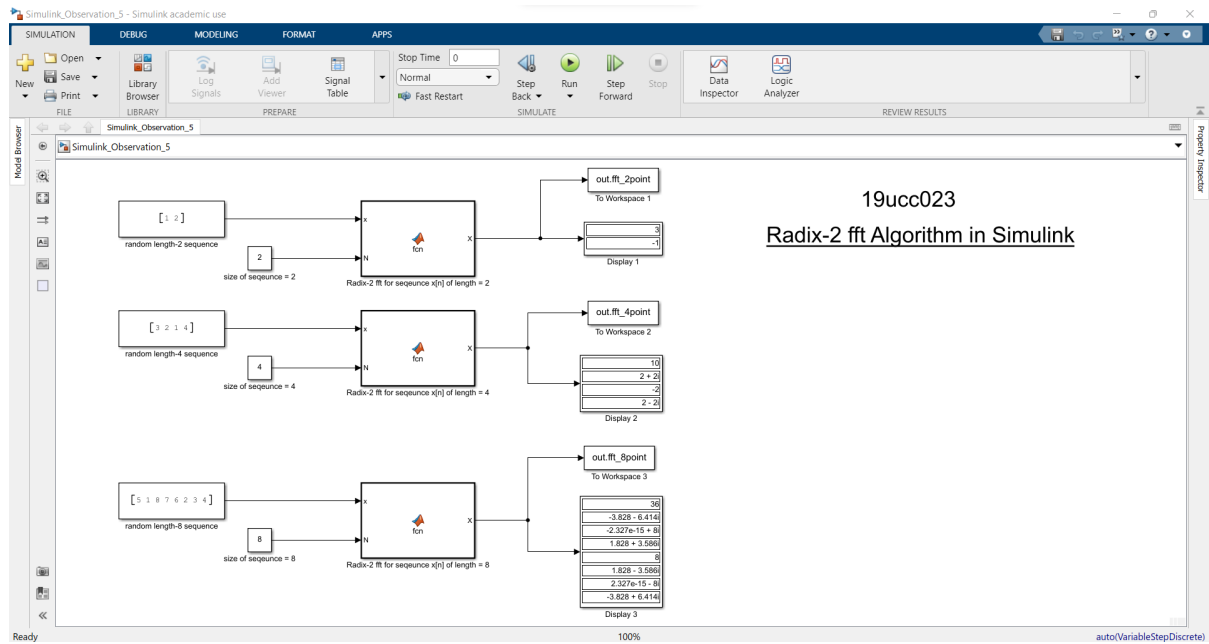 Simulink_Observation_5 - Simulink academic use
SIMULATION DEBUG MODELING FORMAT APPS
New
Open
Save
Print
FILE
Library Browser
LIBRARY
Log Signals
Add Viewer
Signal Table
PREPARE
Stop Time 0
Normal
Fast Restart
Step Back
Run
Step Forward
Stop
SIMULATE
Data Inspector
Logic Analyzer
REVIEW RESULTS
Model Browser
Simulink_Observation_5
Simulink_Observation_5
Property Inspector
19ucc023
Radix-2 fft Algorithm in Simulink
[1 2]
random length-2 sequence
2
size of seqeunce = 2
x
N
fcn
X
Radix-2 fft for seqeunce x[n] of length = 2
out.fft_2point
To Workspace 1
3
-1
Display 1
[3 2 1 4]
random length-4 sequence
4
size of seqeunce = 4
x
N
fcn
X
Radix-2 fft for seqeunce x[n] of length = 4
out.fft_4point
To Workspace 2
10
2 + 2i
-2
2 - 2i
Display 2
[5 1 8 7 6 2 3 4]
random length-8 sequence
8
size of seqeunce = 8
x
N
fcn
X
Radix-2 fft for seqeunce x[n] of length = 8
out.fft_8point
To Workspace 3
36
-3.828 - 6.414i
-2.327e-15 + 8i
1.828 + 3.586i
8
1.828 - 3.586i
2.327e-15 - 8i
-3.828 + 6.414i
Display 3
Ready
100%
auto(VariableStepDiscrete)